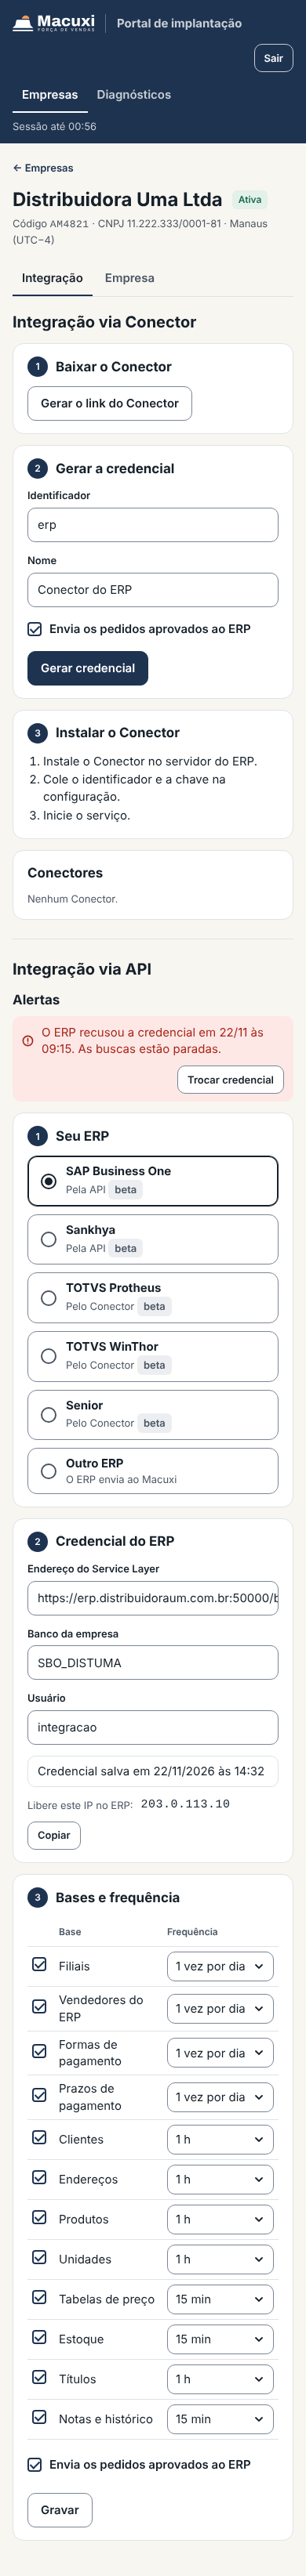 Macuxi
FORÇA DE VENDAS
Portal de implantação
Sair
Empresas
Diagnósticos
Sessão até 00:56
← Empresas
Distribuidora Uma Ltda
Ativa
Código AM4821 · CNPJ 11.222.333/0001-81 · Manaus
(UTC−4)
Integração
Empresa
Integração via Conector
1 Baixar o Conector
Gerar o link do Conector
2 Gerar a credencial
Identificador
erp
Nome
Conector do ERP
Envia os pedidos aprovados ao ERP
Gerar credencial
3 Instalar o Conector
1. Instale o Conector no servidor do ERP.
2. Cole o identificador e a chave na
configuração.
3. Inicie o serviço.
Conectores
Nenhum Conector.
Integração via API
Alertas
O ERP recusou a credencial em 22/11 às
09:15. As buscas estão paradas.
Trocar credencial
1 Seu ERP
SAP Business One
Pela API beta
Sankhya
Pela API beta
TOTVS Protheus
Pelo Conector beta
TOTVS WinThor
Pelo Conector beta
Senior
Pelo Conector beta
Outro ERP
O ERP envia ao Macuxi
2 Credencial do ERP
Endereço do Service Layer
https://erp.distribuidoraum.com.br:50000/b
Banco da empresa
SBO_DISTUMA
Usuário
integracao
Credencial salva em 22/11/2026 às 14:32
Libere este IP no ERP: 203.0.113.10
Copiar
3 Bases e frequência
Base Frequência
Filiais 1 vez por dia
Vendedores do
ERP
1 vez por dia
Formas de
pagamento
1 vez por dia
Prazos de
pagamento
1 vez por dia
Clientes 1 h
Endereços 1 h
Produtos 1 h
Unidades 1 h
Tabelas de preço 15 min
Estoque 15 min
Títulos 1 h
Notas e histórico 15 min
Envia os pedidos aprovados ao ERP
Gravar